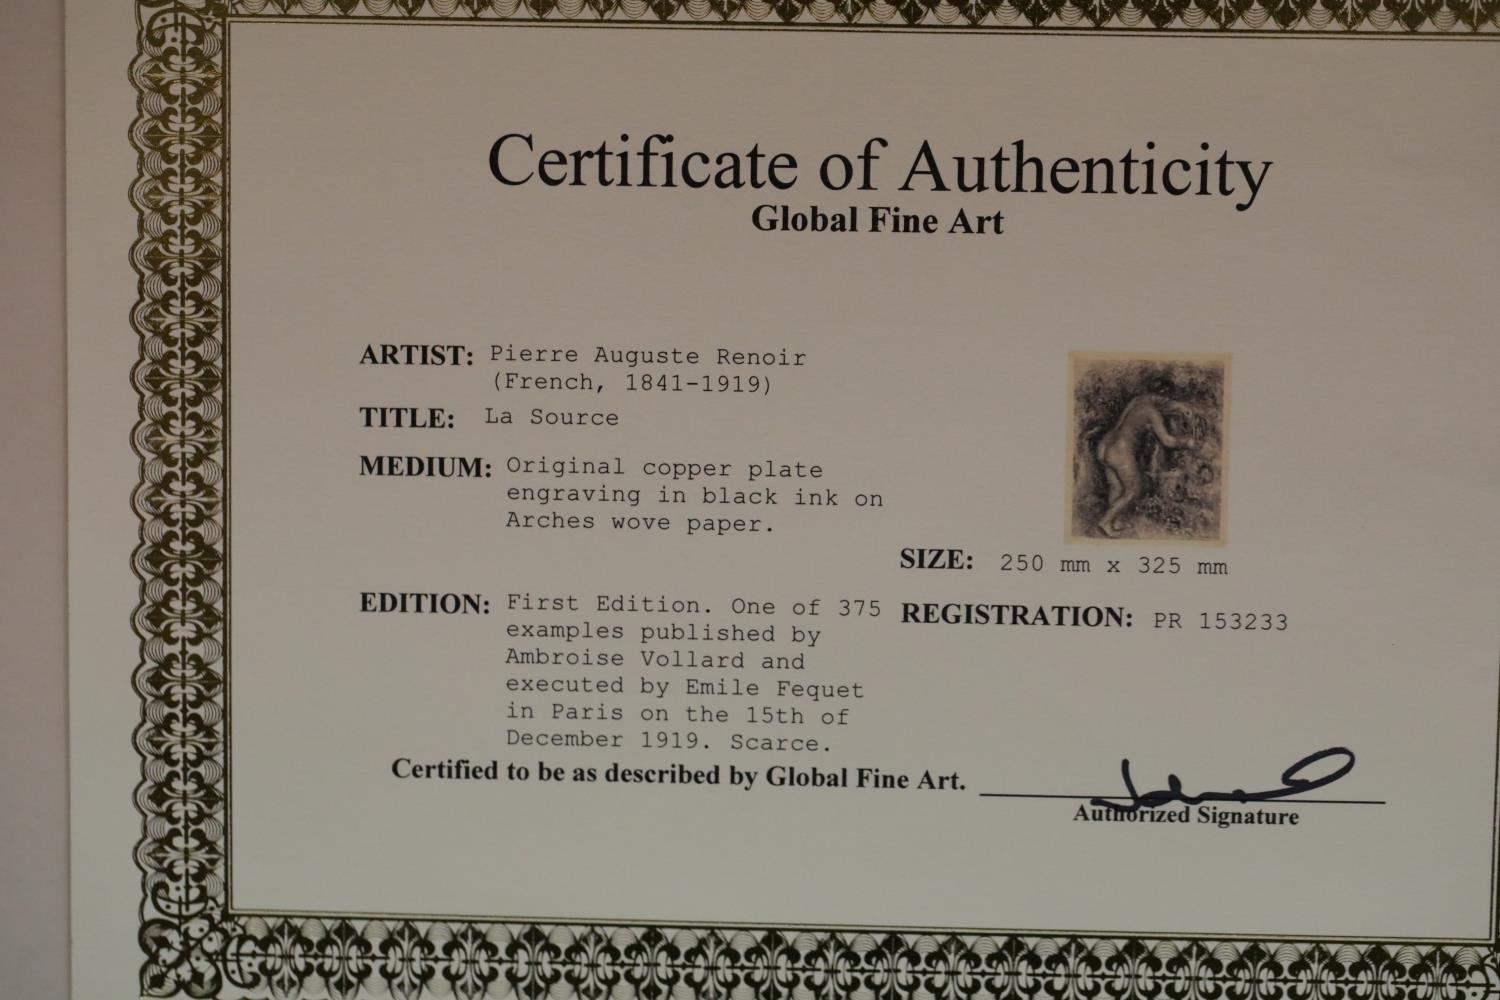 Certificate of Authenticity
Global Fine Art
ARTIST: Pierre Auguste Renoir
(French, 1841-1919)
TITLE: La Source
MEDIUM: Original copper plate
engraving in black ink on
Arches wove paper.
SIZE: 250 mm x 325 mm
EDITION: First Edition. One of 375
examples published by
Ambroise Vollard and
executed by Emile Fequet
in Paris on the 15th of
December 1919. Scarce.
REGISTRATION: PR 153233
Certified to be as described by Global Fine Art.
Authorized Signature